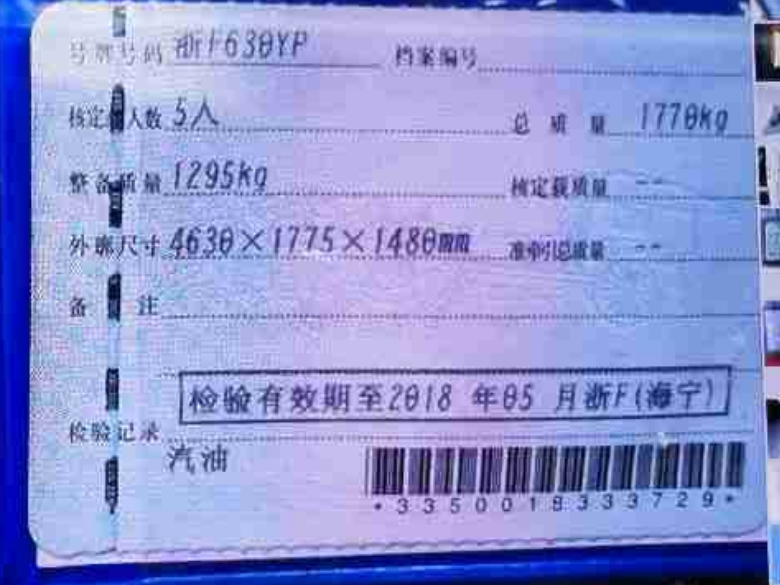 号牌号码 浙F630YP 档案编号
核定载人数 5人 总质量 1770kg
整备质量 1295kg 核定载质量 --
外廓尺寸 4630×1775×1480mm 准牵引总质量 --
备注
检验有效期至2018年05月浙F(海宁)
检验记录
汽油
*3350018333729*